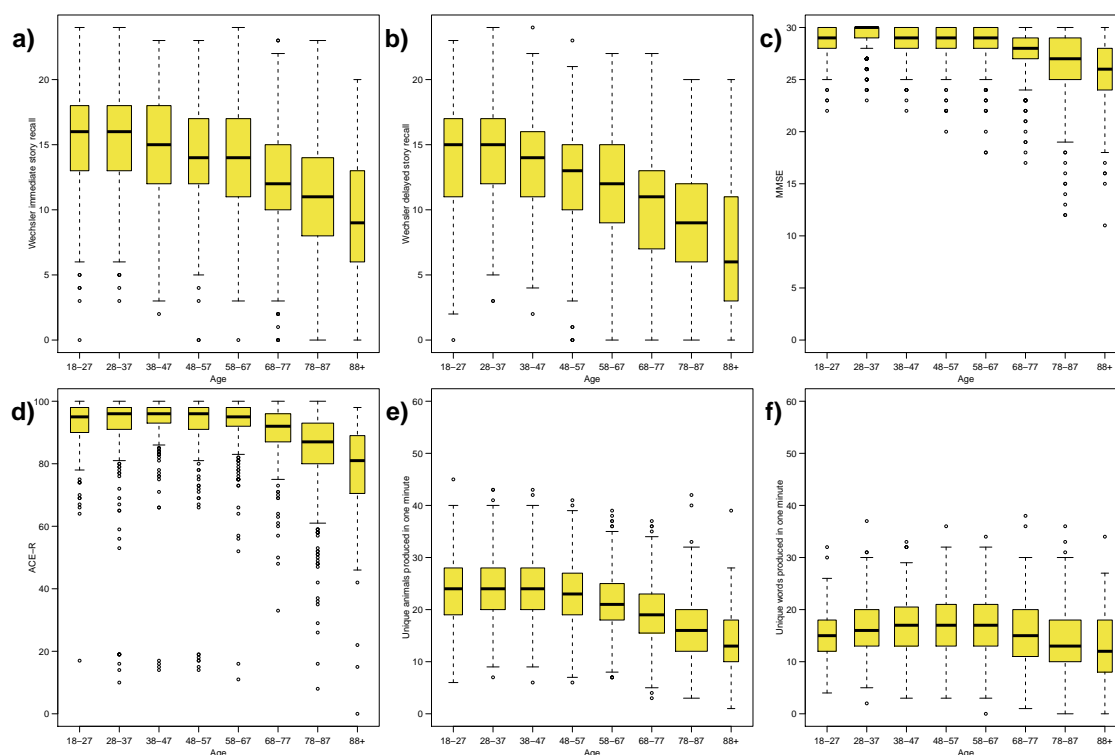 a)
Wechsler immediate story recall
20
15
10
5
0
18–27 28–37 38–47 48–57 58–67 68–77 78–87 88+
Age
b)
Wechsler delayed story recall
20
15
10
5
0
18–27 28–37 38–47 48–57 58–67 68–77 78–87 88+
Age
c)
MMSE
30
25
20
15
10
5
0
18–27 28–37 38–47 48–57 58–67 68–77 78–87 88+
Age
d)
ACE–R
100
80
60
40
20
0
18–27 28–37 38–47 48–57 58–67 68–77 78–87 88+
Age
e)
Unique animals produced in one minute
60
50
40
30
20
10
0
18–27 28–37 38–47 48–57 58–67 68–77 78–87 88+
Age
f)
Unique words produced in one minute
60
50
40
30
20
10
0
18–27 28–37 38–47 48–57 58–67 68–77 78–87 88+
Age